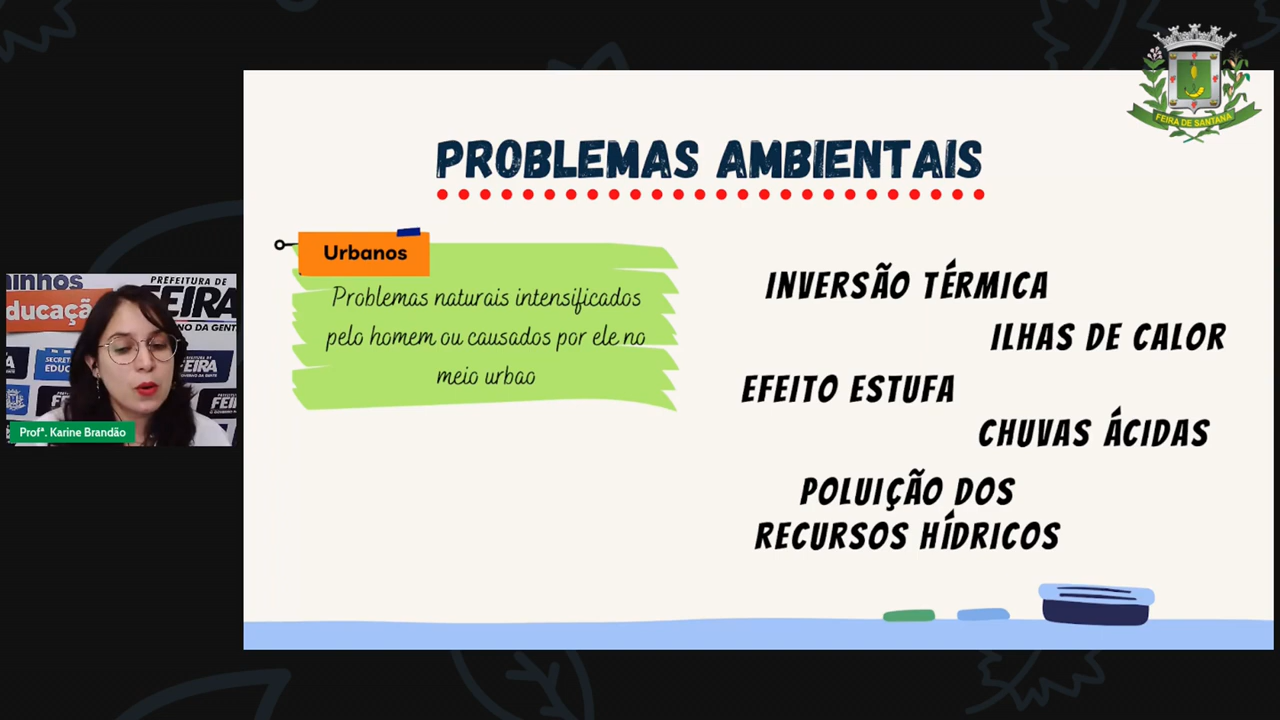 PROBLEMAS AMBIENTAIS
Urbanos
Problemas naturais intensificados
pelo homem ou causados por ele no
meio urbao
INVERSÃO TÉRMICA
ILHAS DE CALOR
EFEITO ESTUFA
CHUVAS ÁCIDAS
POLUIÇÃO DOS
RECURSOS HÍDRICOS
FEIRA DE SANTANA
PREFEITURA DE
FEIRA
Profª. Karine Brandão